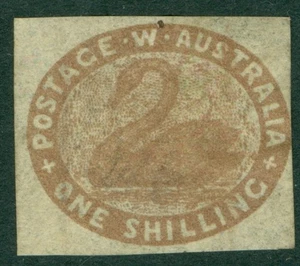 POSTAGE·W·AUSTRALIA
+ ONE SHILLING +